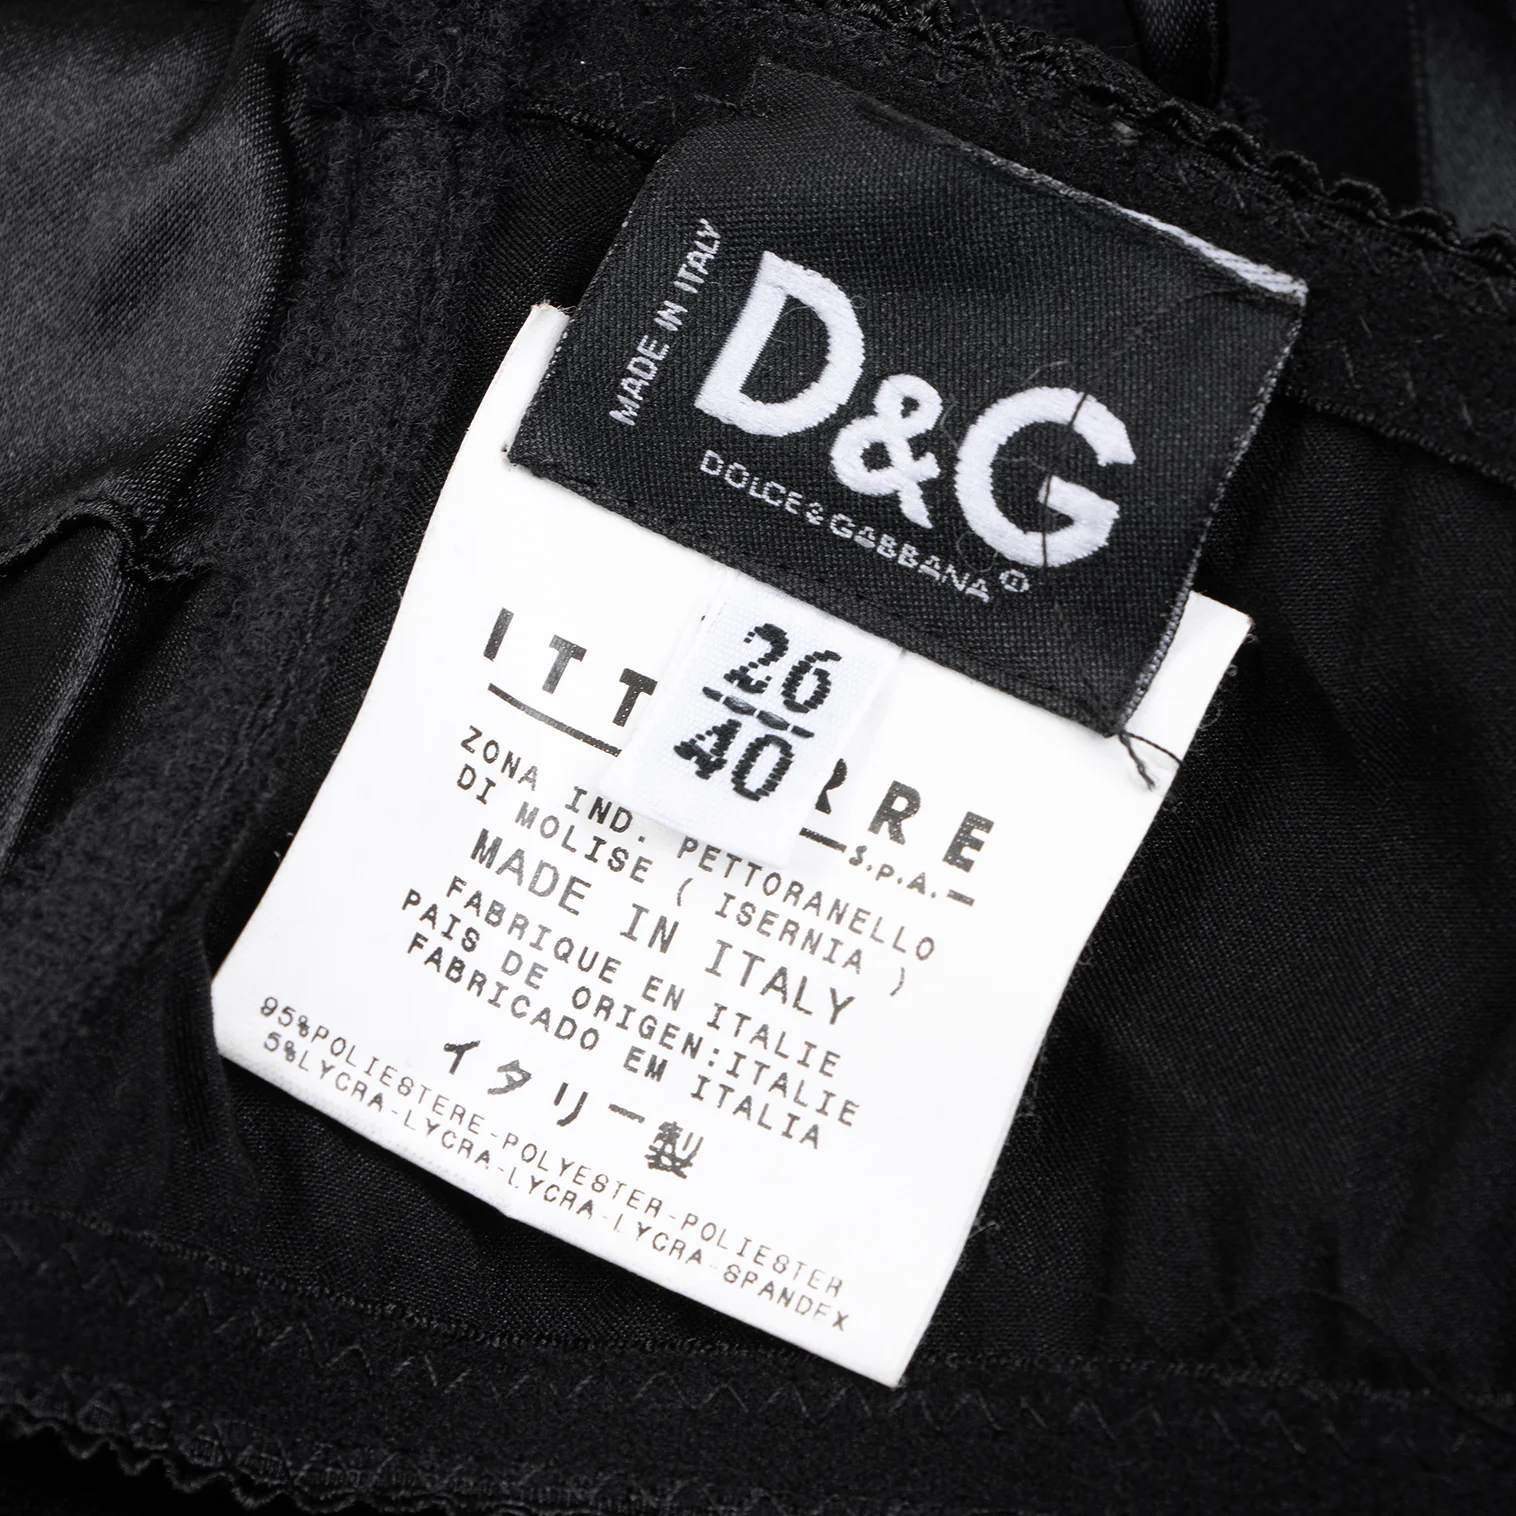 MADE IN ITALY
D&G
DOLCE&GABBANA®
26
40
ITT RRE
S.P.A.
ZONA IND. PETTORANELLO
DI MOLISE ( ISERNIA )
MADE IN ITALY
FABRIQUE EN ITALIE
PAIS DE ORIGEN:ITALIE
FABRICADO EM ITALIA
イタリー製
95%POLIESTERE-POLYESTER-POLIESTER
5%LYCRA-LYCRA-LYCRA-LYCRA-SPANDEX